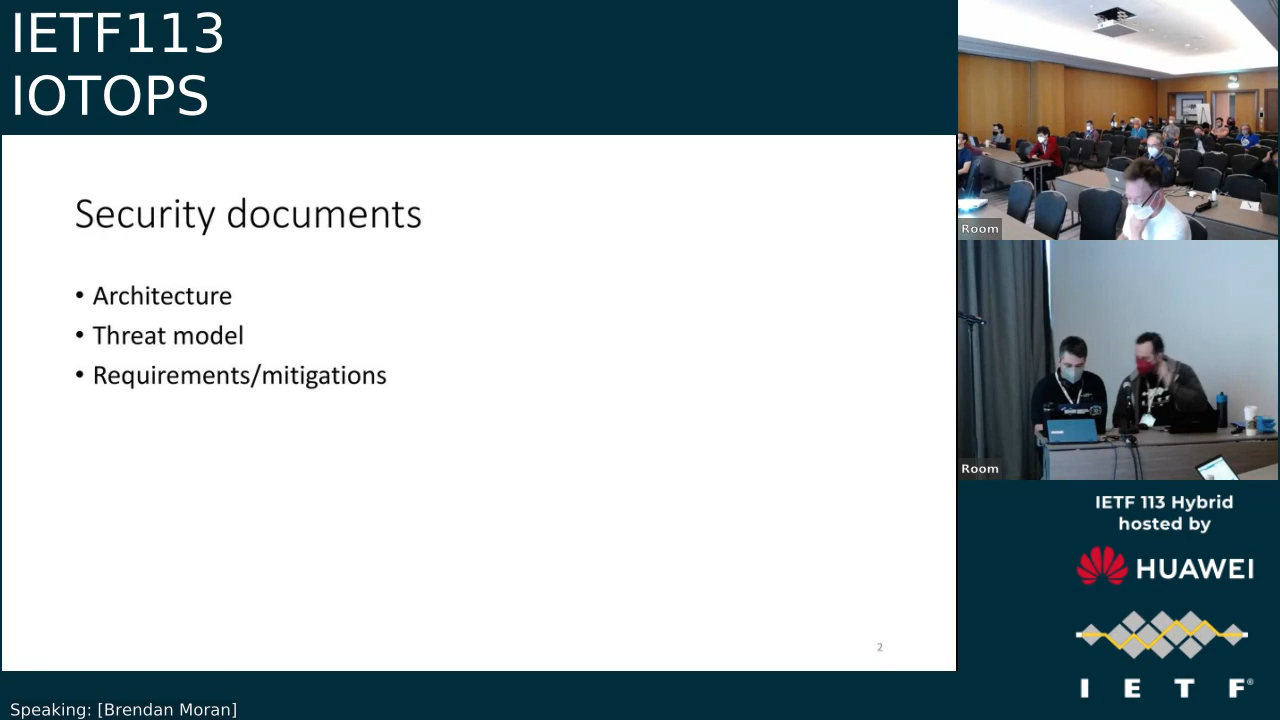 IETF113
IOTOPS
Security documents
• Architecture
• Threat model
• Requirements/mitigations
2
Room
Room
IETF 113 Hybrid
hosted by
HUAWEI
I E T F®
Speaking: [Brendan Moran]